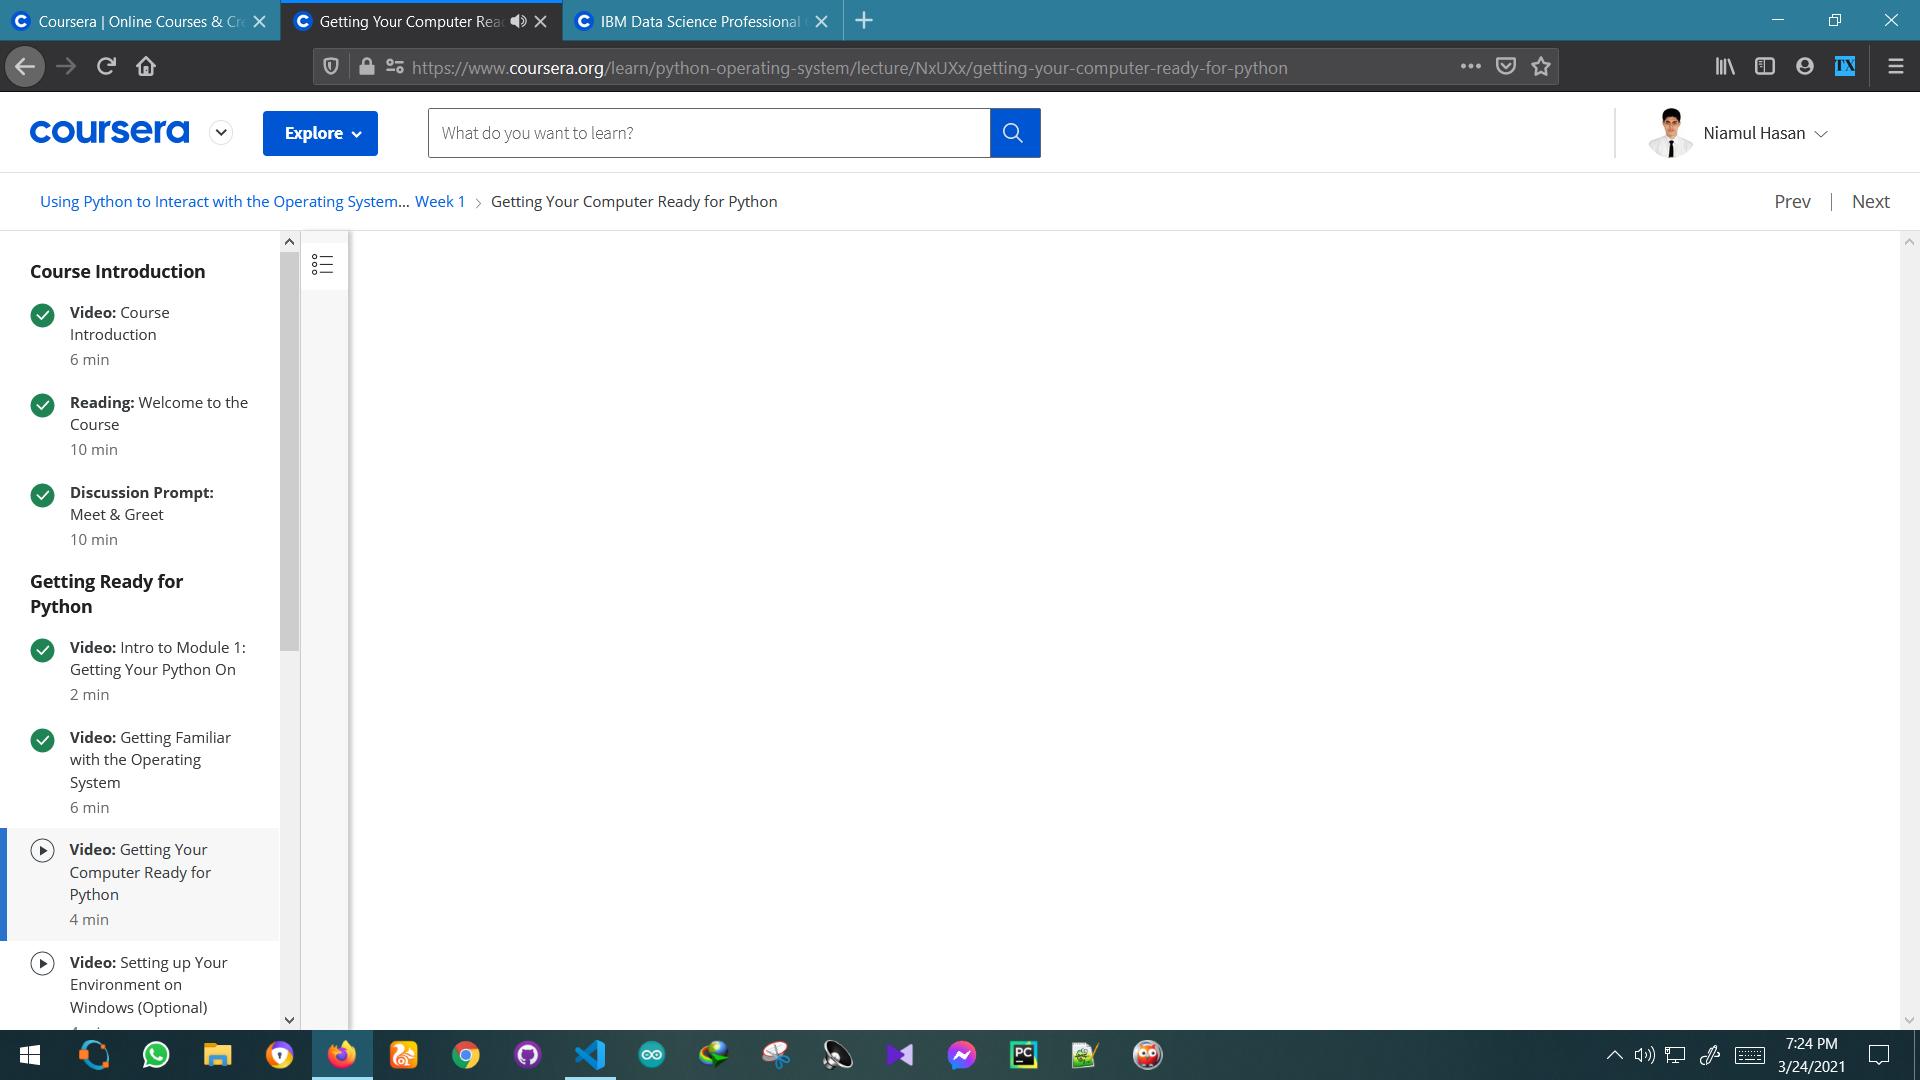 Coursera | Online Courses & Cre
Getting Your Computer Rea
IBM Data Science Professional
https://www.coursera.org/learn/python-operating-system/lecture/NxUXx/getting-your-computer-ready-for-python
coursera
Explore
What do you want to learn?
Niamul Hasan
Using Python to Interact with the Operating System... Week 1 > Getting Your Computer Ready for Python
Prev | Next
Course Introduction
Video: Course
Introduction
6 min
Reading: Welcome to the
Course
10 min
Discussion Prompt:
Meet & Greet
10 min
Getting Ready for
Python
Video: Intro to Module 1:
Getting Your Python On
2 min
Video: Getting Familiar
with the Operating
System
6 min
Video: Getting Your
Computer Ready for
Python
4 min
Video: Setting up Your
Environment on
Windows (Optional)
PC
7:24 PM
3/24/2021